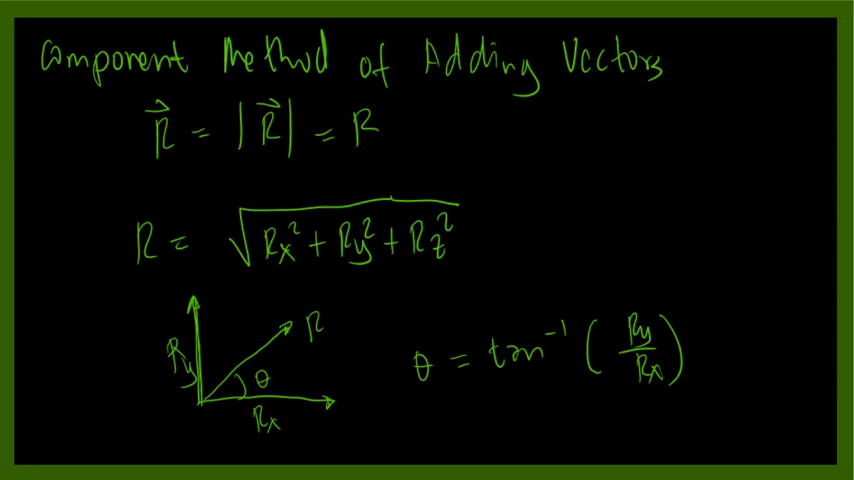 Component Method of Adding Vectors
R⃗ = |R⃗| = R
R = √(Rx² + Ry² + Rz²)
R
Ry
θ
Rx
θ = tan⁻¹ (Ry/Rx)